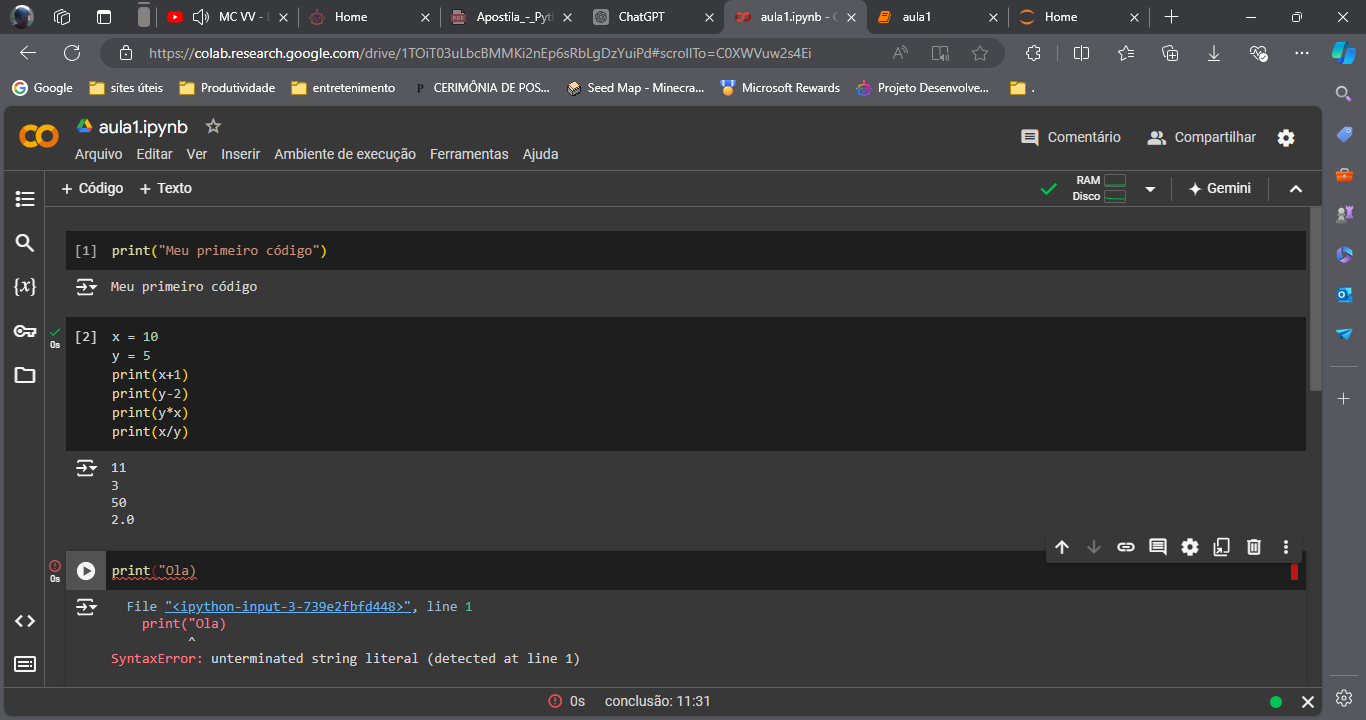 MC VV -
Home
Apostila_-_Pyt
ChatGPT
aula1.ipynb - C
aula1
Home
https://colab.research.google.com/drive/1TOiT03uLbcBMMKi2nEp6sRbLgDzYuiPd#scrollTo=C0XWVuw2s4Ei
Google
sites úteis
Produtividade
entretenimento
P CERIMÔNIA DE POS...
Seed Map - Minecra...
Microsoft Rewards
Projeto Desenvolve...
.
aula1.ipynb
Arquivo Editar Ver Inserir Ambiente de execução Ferramentas Ajuda
Comentário
Compartilhar
+ Código + Texto
RAM
Disco
Gemini
[1] print("Meu primeiro código")
Meu primeiro código
0s
[2] x = 10
y = 5
print(x+1)
print(y-2)
print(y*x)
print(x/y)
11
3
50
2.0
0s
print("Ola)
File "<ipython-input-3-739e2fbfd448>", line 1
print("Ola)
^
SyntaxError: unterminated string literal (detected at line 1)
0s conclusão: 11:31